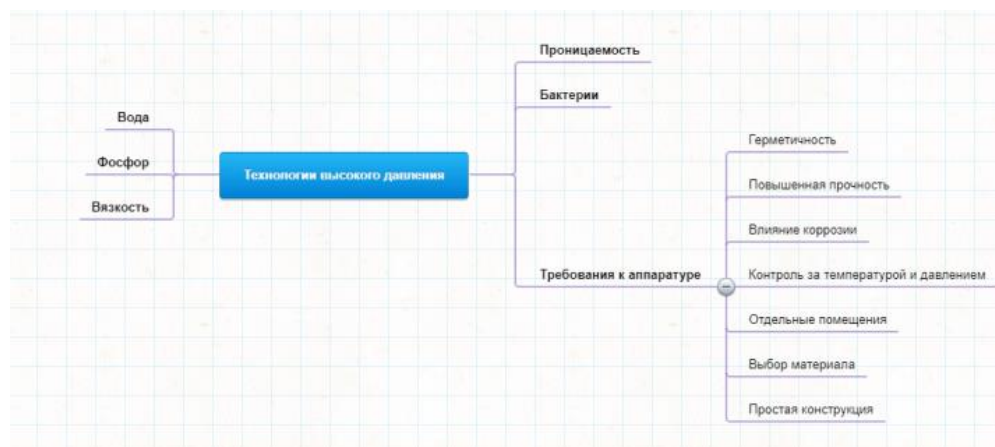 Вода
Фосфор
Вязкость
Технологии высокого давления
Проницаемость
Бактерии
Требования к аппаратуре
Герметичность
Повышенная прочность
Влияние коррозии
Контроль за температурой и давлением
Отдельные помещения
Выбор материала
Простая конструкция